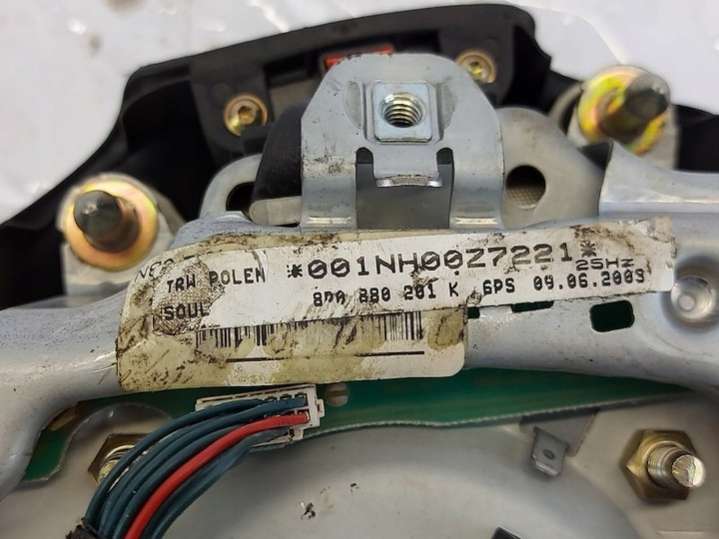 TRW POLEN *001NH00Z7221*
SOUL 8P0 880 201 K 6PS 09.06.2009 25Hz